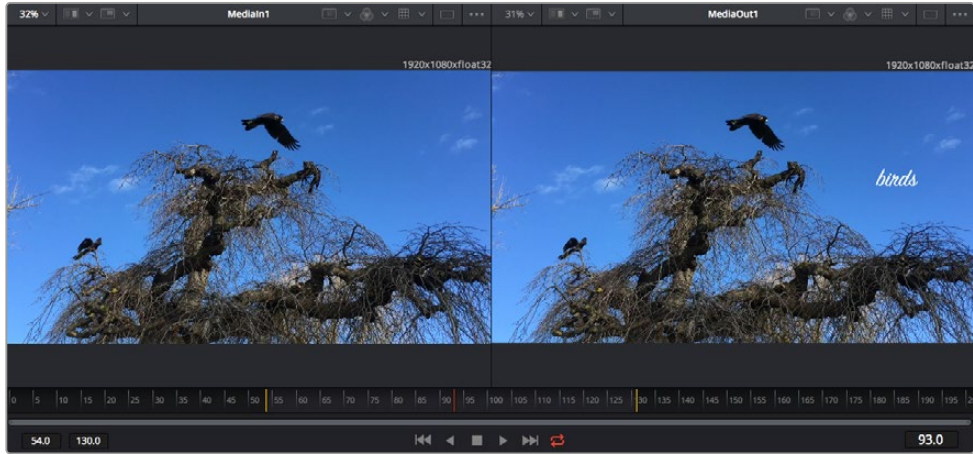 32% MediaIn1
31% MediaOut1
1920x1080xfloat32
1920x1080xfloat32
birds
0 5 10 15 20 25 30 35 40 45 50 55 60 65 70 75 80 85 90 95 100 105 110 115 120 125 130 135 140 145 150 155 160 165 170 175 180 185 190 195
54.0 130.0 93.0